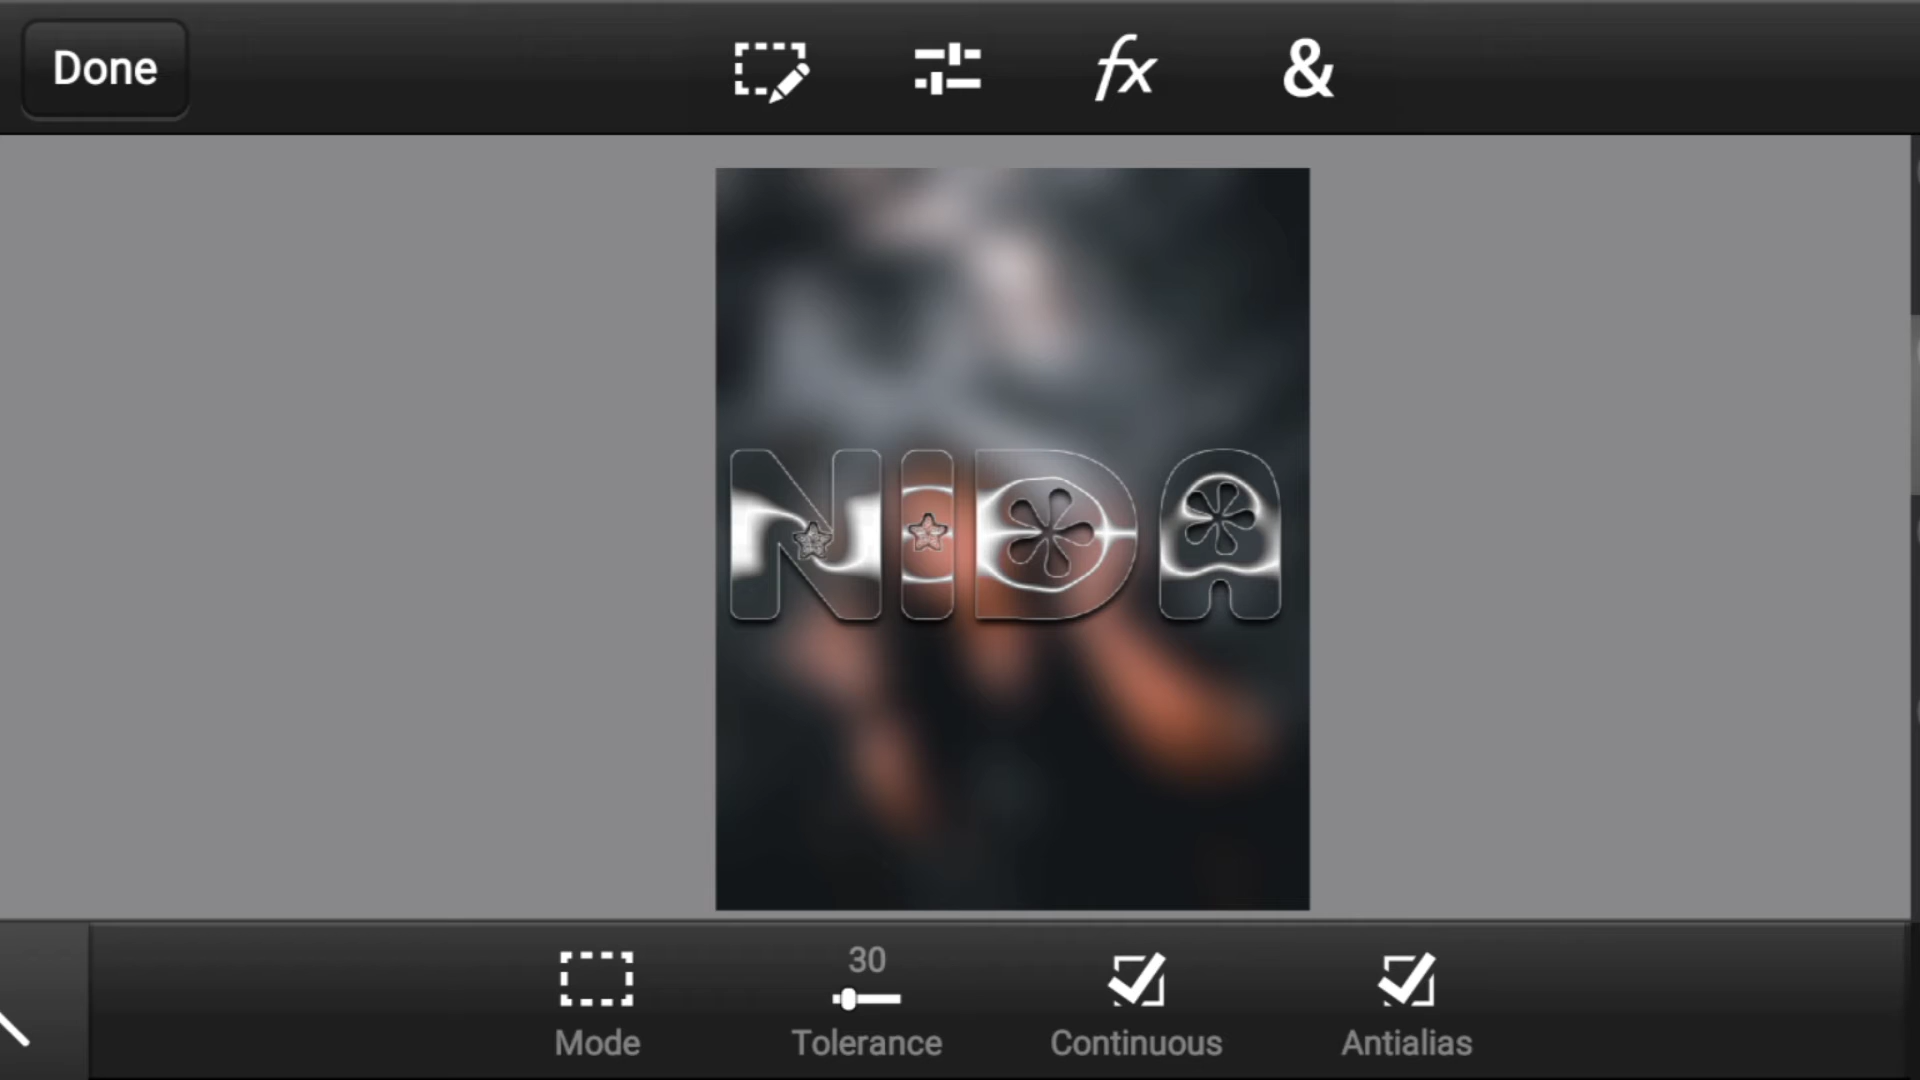 Done
fx
&
NIDA
30
Mode
Tolerance
Continuous
Antialias